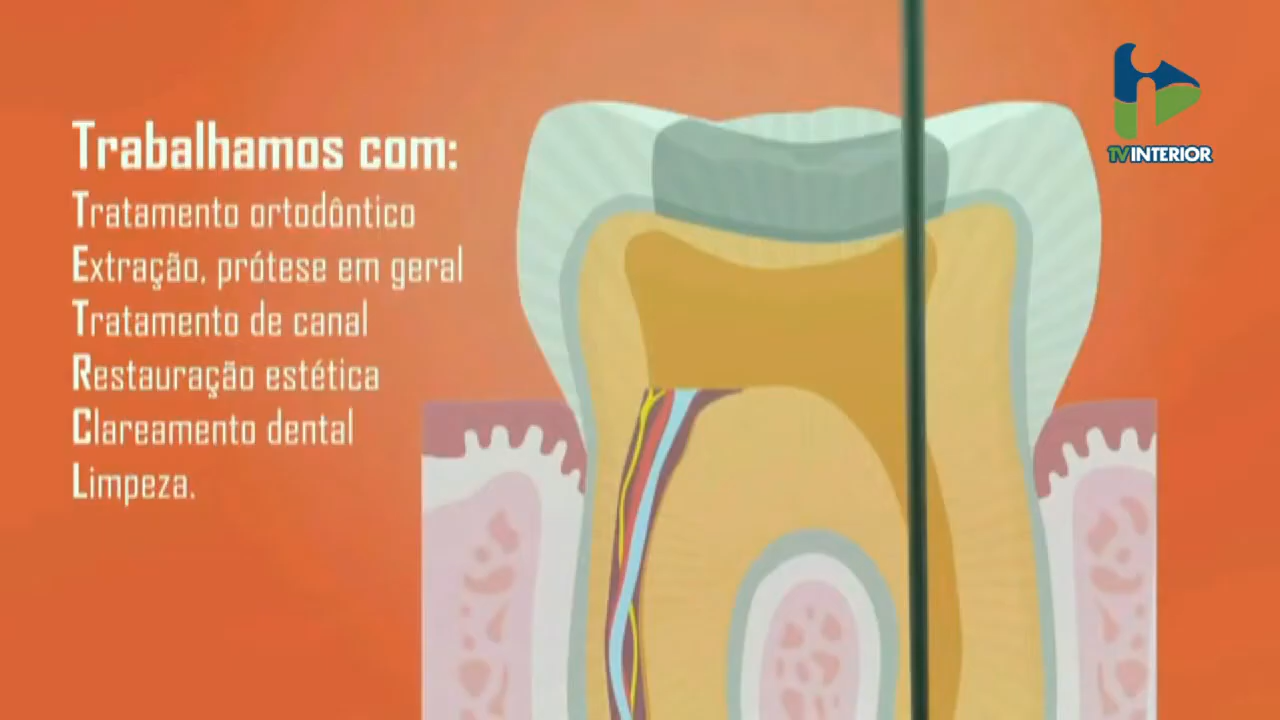 Trabalhamos com:
Tratamento ortodôntico
Extração, prótese em geral
Tratamento de canal
Restauração estética
Clareamento dental
Limpeza.
TV INTERIOR